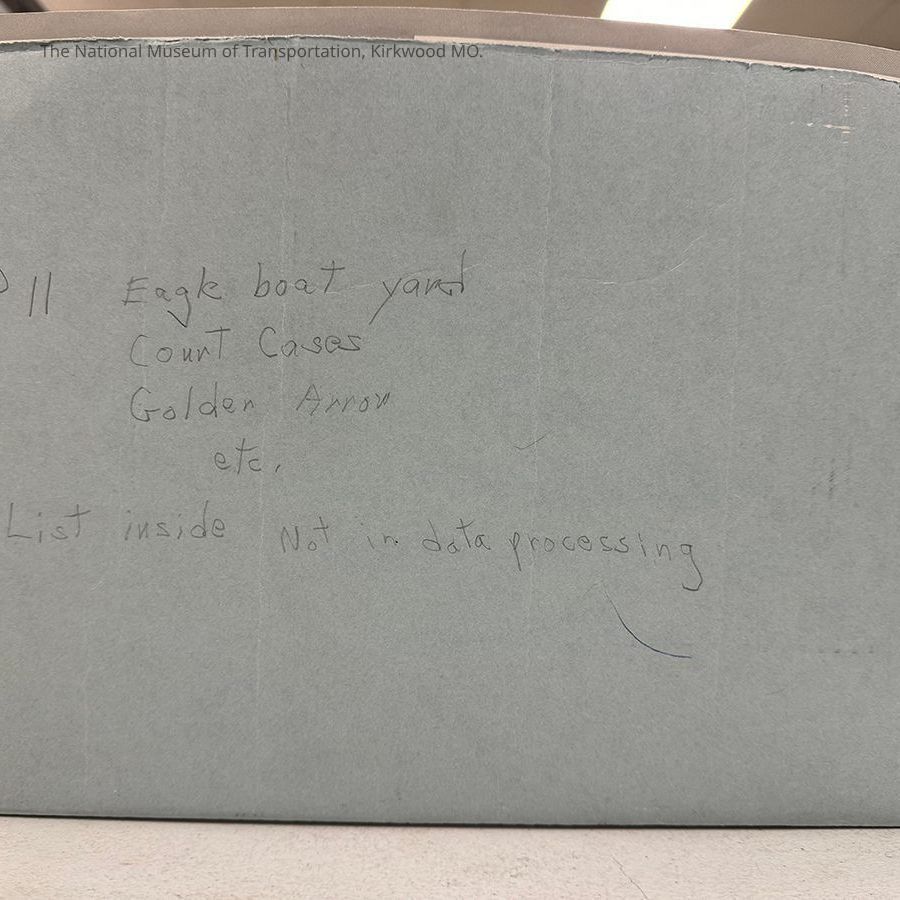 The National Museum of Transportation, Kirkwood MO.
11 Eagle boat yard
Court Cases
Golden Arrow
etc.
List inside Not in data processing